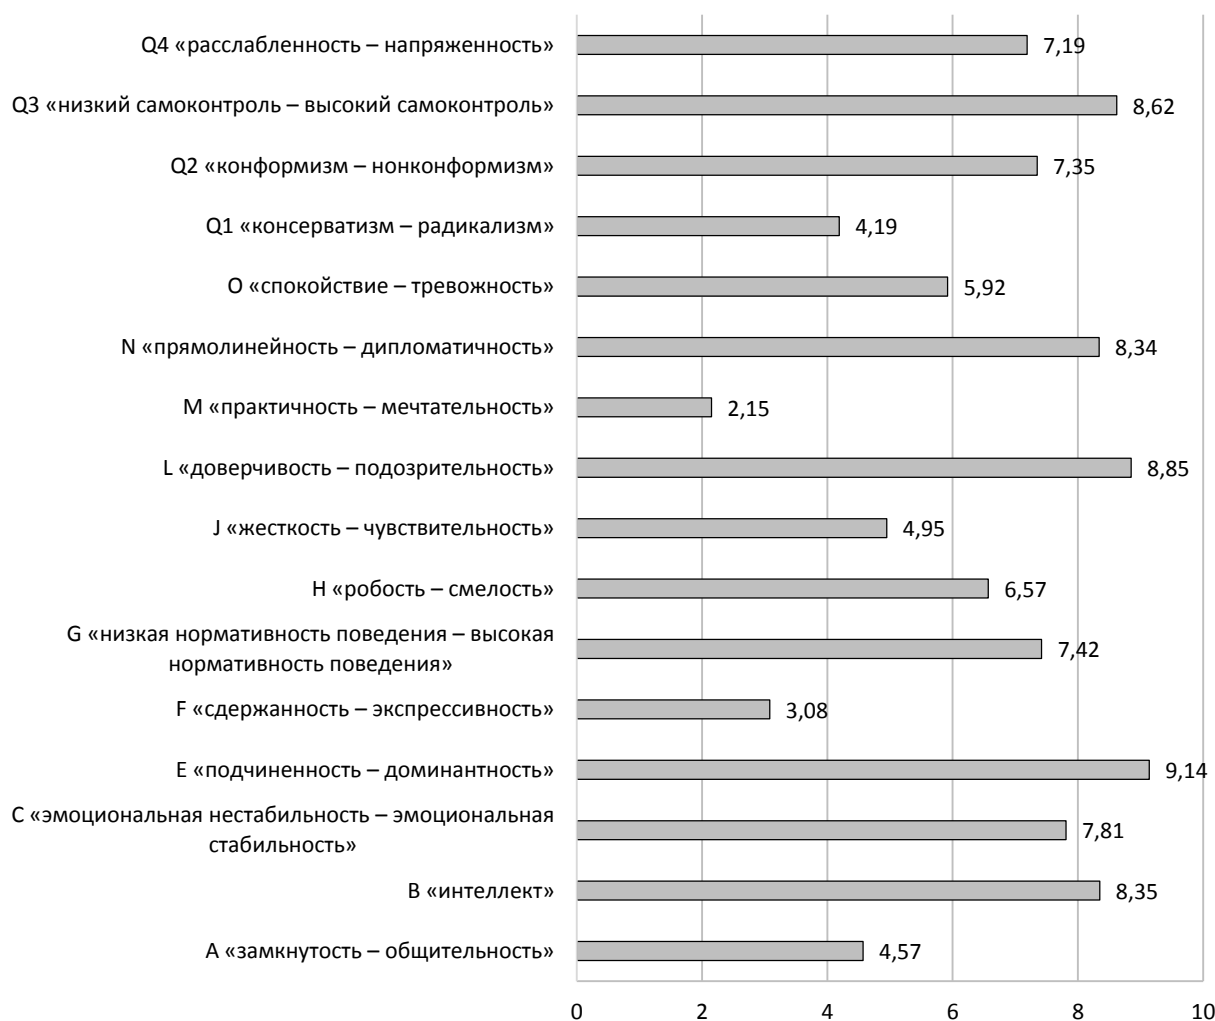 Q4 «расслабленность – напряженность»
7,19
Q3 «низкий самоконтроль – высокий самоконтроль»
8,62
Q2 «конформизм – нонконформизм»
7,35
Q1 «консерватизм – радикализм»
4,19
O «спокойствие – тревожность»
5,92
N «прямолинейность – дипломатичность»
8,34
M «практичность – мечтательность»
2,15
L «доверчивость – подозрительность»
8,85
J «жесткость – чувствительность»
4,95
H «робость – смелость»
6,57
G «низкая нормативность поведения – высокая
нормативность поведения»
7,42
F «сдержанность – экспрессивность»
3,08
E «подчиненность – доминантность»
9,14
C «эмоциональная нестабильность – эмоциональная
стабильность»
7,81
B «интеллект»
8,35
A «замкнутость – общительность»
4,57
0 2 4 6 8 10